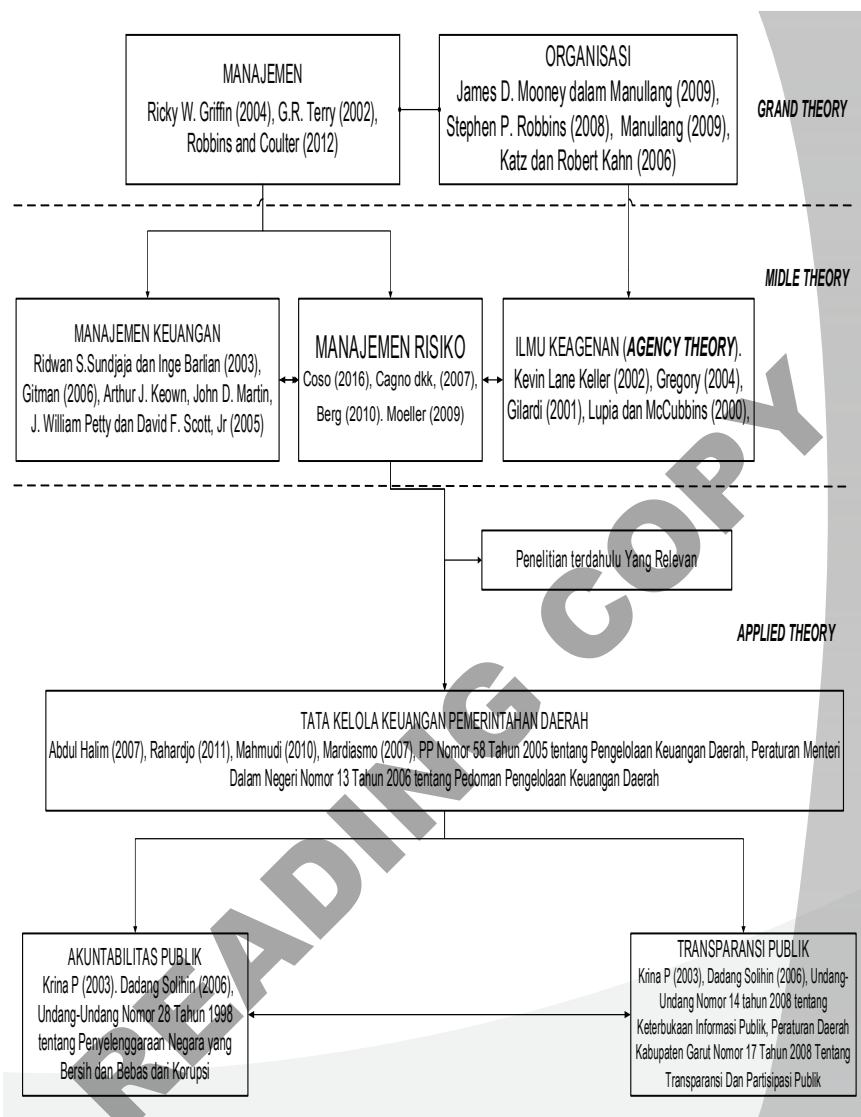 MANAJEMEN
Ricky W. Griffin (2004), G.R. Terry (2002),
Robbins and Coulter (2012)
ORGANISASI
James D. Mooney dalam Manullang (2009),
Stephen P. Robbins (2008), Manullang (2009),
Katz dan Robert Kahn (2006)
GRAND THEORY
MIDLE THEORY
MANAJEMEN KEUANGAN
Ridwan S.Sundjaja dan Inge Barlian (2003),
Gitman (2006), Arthur J. Keown, John D. Martin,
J. William Petty dan David F. Scott, Jr (2005)
MANAJEMEN RISIKO
Coso (2016), Cagno dkk, (2007),
Berg (2010). Moeller (2009)
ILMU KEAGENAN (AGENCY THEORY).
Kevin Lane Keller (2002), Gregory (2004),
Gilardi (2001), Lupia dan McCubbins (2000),
Penelitian terdahulu Yang Relevan
APPLIED THEORY
TATA KELOLA KEUANGAN PEMERINTAHAN DAERAH
Abdul Halim (2007), Rahardjo (2011), Mahmudi (2010), Mardiasmo (2007), PP Nomor 58 Tahun 2005 tentang Pengelolaan Keuangan Daerah, Peraturan Menteri
Dalam Negeri Nomor 13 Tahun 2006 tentang Pedoman Pengelolaan Keuangan Daerah
AKUNTABILITAS PUBLIK
Krina P (2003). Dadang Solihin (2006),
Undang-Undang Nomor 28 Tahun 1998
tentang Penyelenggaraan Negara yang
Bersih dan Bebas dari Korupsi
TRANSPARANSI PUBLIK
Krina P (2003), Dadang Solihin (2006), Undang-
Undang Nomor 14 tahun 2008 tentang
Keterbukaan Informasi Publik, Peraturan Daerah
Kabupaten Garut Nomor 17 Tahun 2008 Tentang
Transparansi Dan Partisipasi Publik
READING COPY